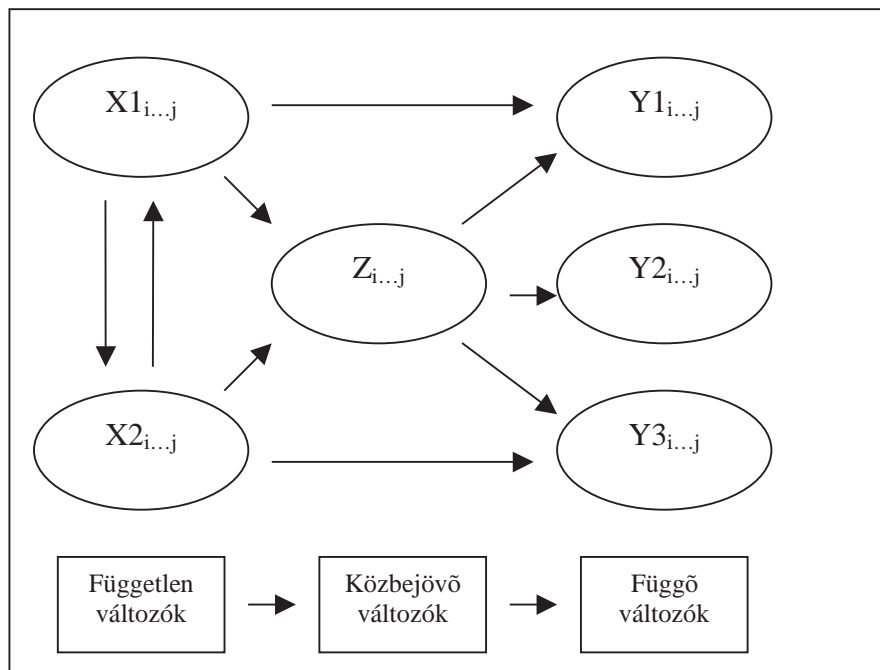 X1i…j
Y1i…j
Zi…j
Y2i…j
X2i…j
Y3i…j
Független
változók
Közbejövõ
változók
Függõ
változók